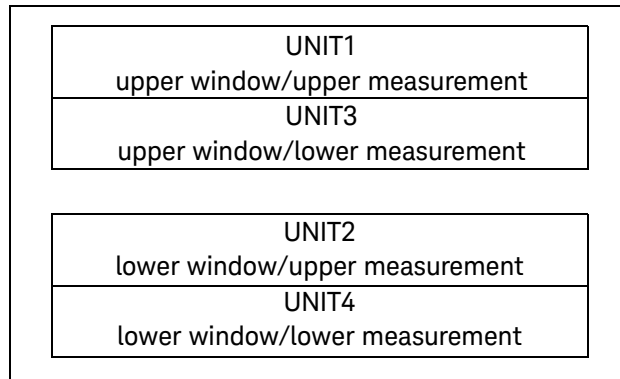 UNIT1
upper window/upper measurement
UNIT3
upper window/lower measurement
UNIT2
lower window/upper measurement
UNIT4
lower window/lower measurement